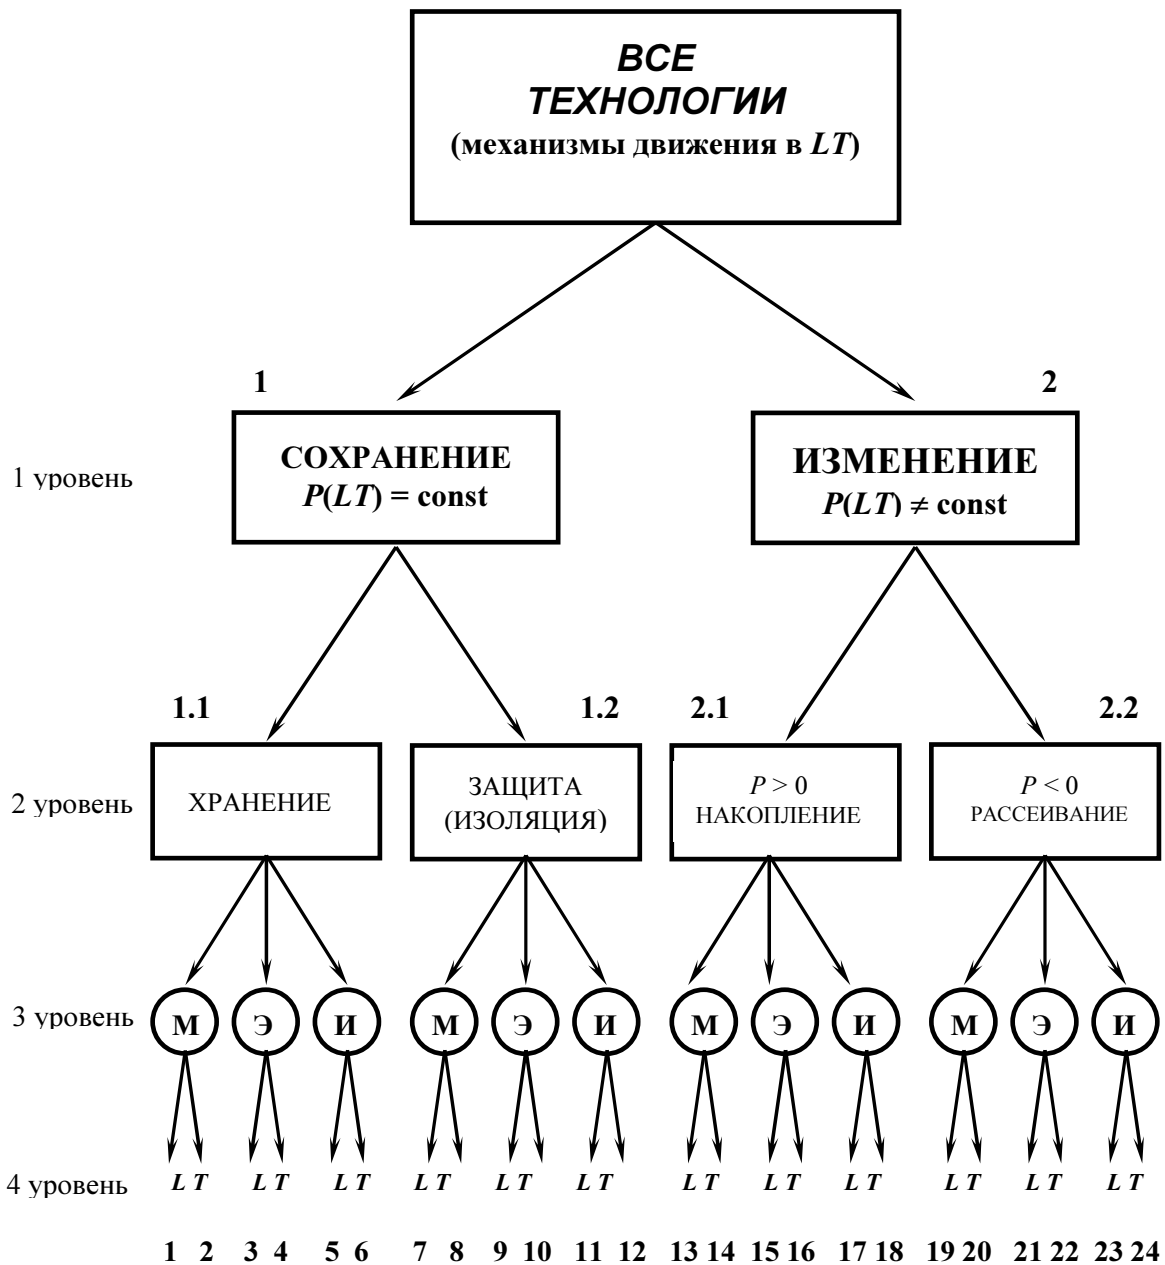 ВСЕ
ТЕХНОЛОГИИ
(механизмы движения в LT)
1 2
1 уровень
СОХРАНЕНИЕ
P(LT) = const
ИЗМЕНЕНИЕ
P(LT) ≠ const
1.1 1.2 2.1 2.2
2 уровень
ХРАНЕНИЕ
ЗАЩИТА
(ИЗОЛЯЦИЯ)
P > 0
НАКОПЛЕНИЕ
P < 0
РАССЕИВАНИЕ
3 уровень М Э И М Э И М Э И М Э И
4 уровень L T L T L T L T L T L T L T L T L T L T L T L T
1 2 3 4 5 6 7 8 9 10 11 12 13 14 15 16 17 18 19 20 21 22 23 24